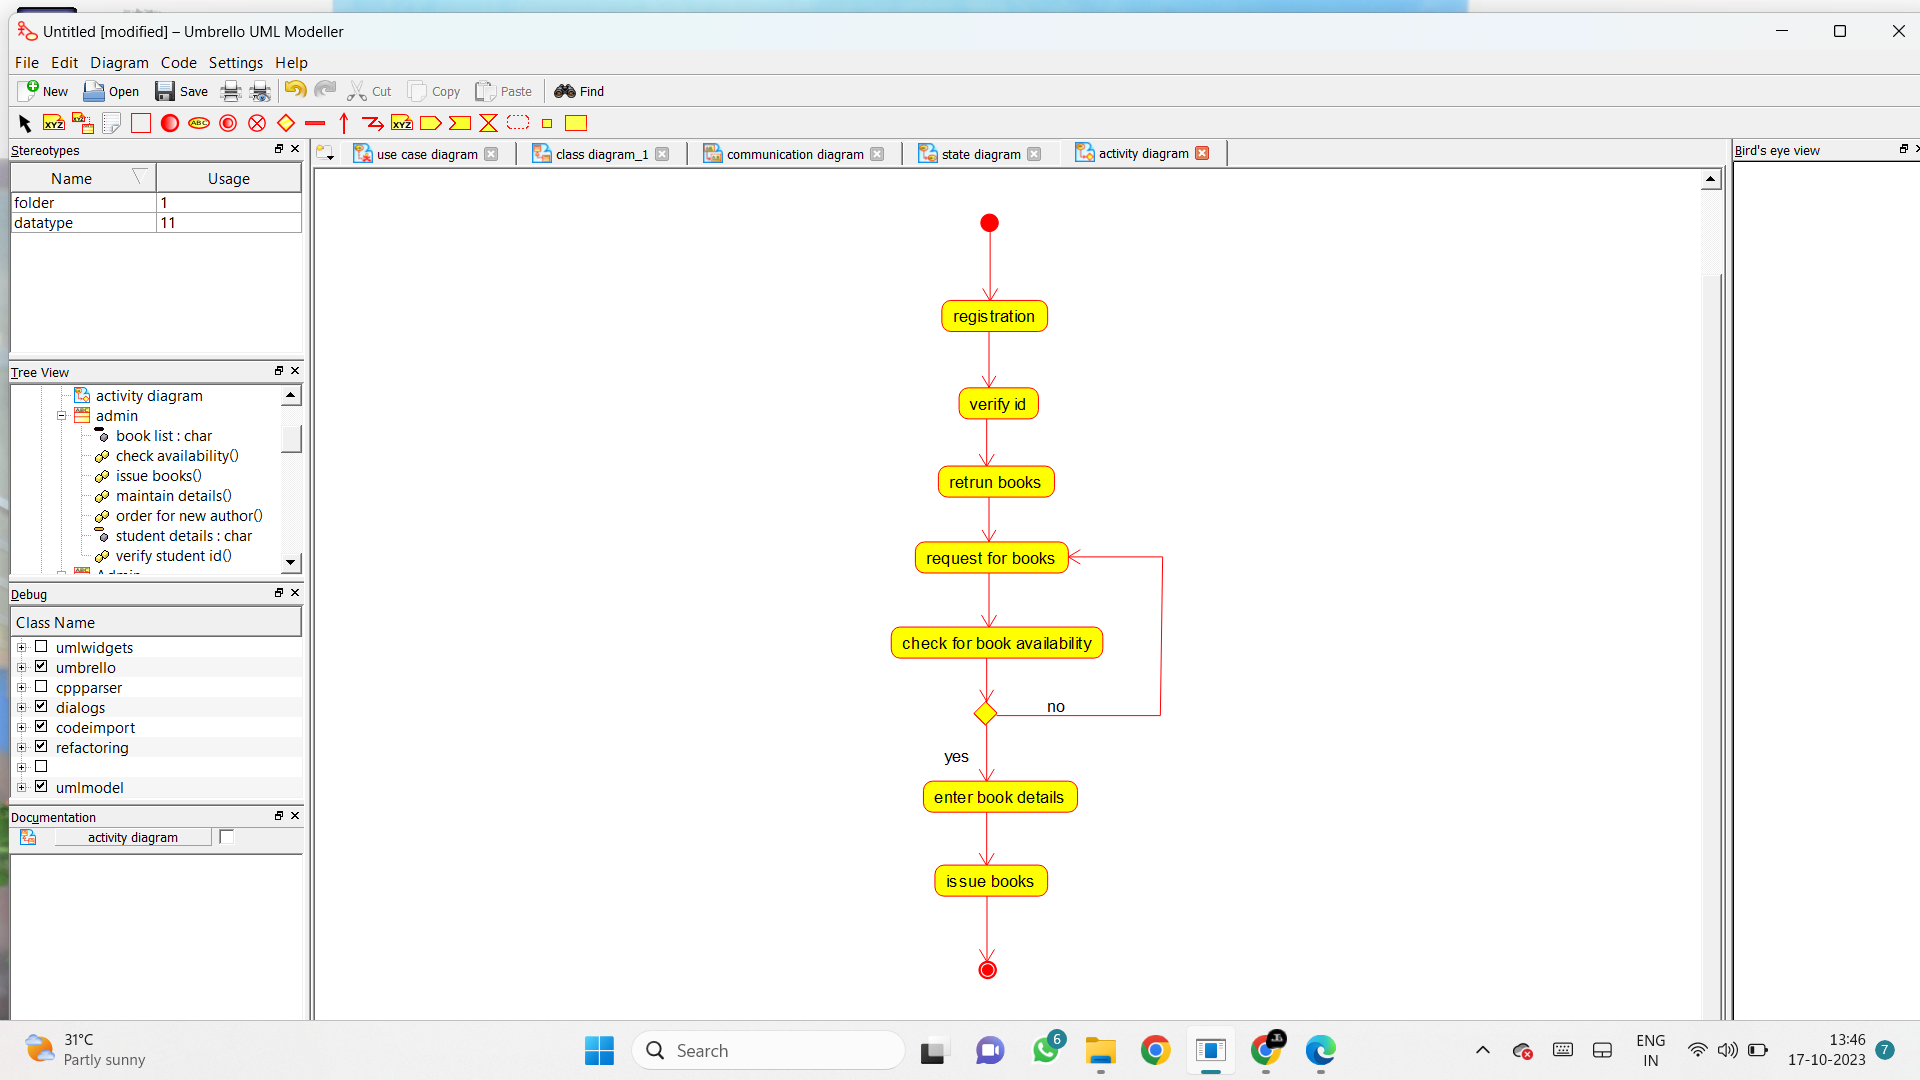 Untitled [modified] – Umbrello UML Modeller
File Edit Diagram Code Settings Help
New Open Save Cut Copy Paste Find
XYZ ABC XYZ
Stereotypes
Name Usage
folder 1
datatype 11
Tree View
activity diagram
admin
book list : char
check availability()
issue books()
maintain details()
order for new author()
student details : char
verify student id()
Debug
Class Name
umlwidgets
umbrello
cppparser
dialogs
codeimport
refactoring
umlmodel
Documentation
activity diagram
use case diagram class diagram_1 communication diagram state diagram activity diagram
registration
verify id
retrun books
request for books
check for book availability
no
yes
enter book details
issue books
Bird's eye view
31°C
Partly sunny
Search
6
ENG
IN
13:46
17-10-2023
7